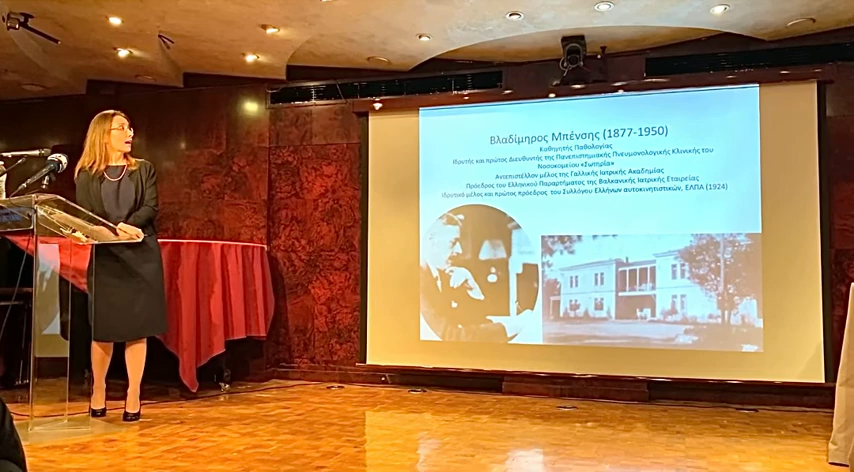 Βλαδίμηρος Μπένσης (1877-1950)
Καθηγητής Παθολογίας
Ιδρυτής και πρώτος Διευθυντής της Πανεπιστημιακής Πνευμονολογικής Κλινικής του
Νοσοκομείου «Σωτηρία»
Αντεπιστέλλον μέλος της Γαλλικής Ιατρικής Ακαδημίας
Πρόεδρος του Ελληνικού Παραρτήματος της Βαλκανικής Ιατρικής Εταιρείας
Ιδρυτικό μέλος και πρώτος πρόεδρος του Συλλόγου Ελλήνων αυτοκινητιστικών, ΕΛΠΑ (1924)